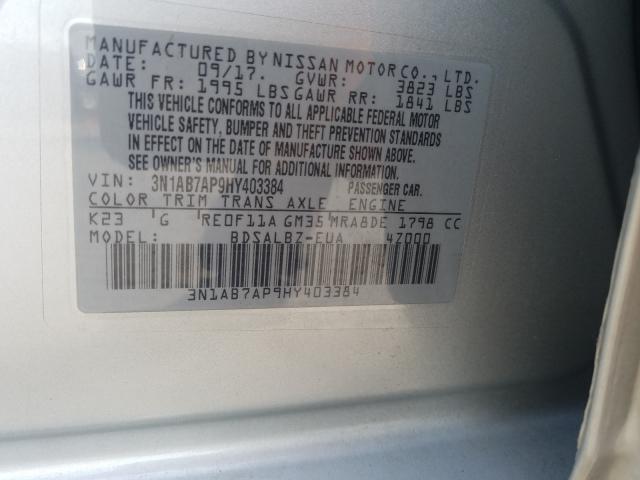 MANUFACTURED BY NISSAN MOTOR CO., LTD.
DATE: 09/17. GVWR: 3823 LBS
GAWR FR: 1995 LBS GAWR RR: 1841 LBS
THIS VEHICLE CONFORMS TO ALL APPLICABLE FEDERAL MOTOR
VEHICLE SAFETY, BUMPER AND THEFT PREVENTION STANDARDS
IN EFFECT ON THE DATE OF MANUFACTURE SHOWN ABOVE.
SEE OWNER'S MANUAL FOR ADDITIONAL INFORMATION.
VIN: 3N1AB7AP9HY403384 PASSENGER CAR.
COLOR TRIM TRANS AXLE ENGINE
K23 G RE0F11A GM35 MRA8DE 1798 CC
MODEL: BDSALBZ-EUA 4Z000
3N1AB7AP9HY403384